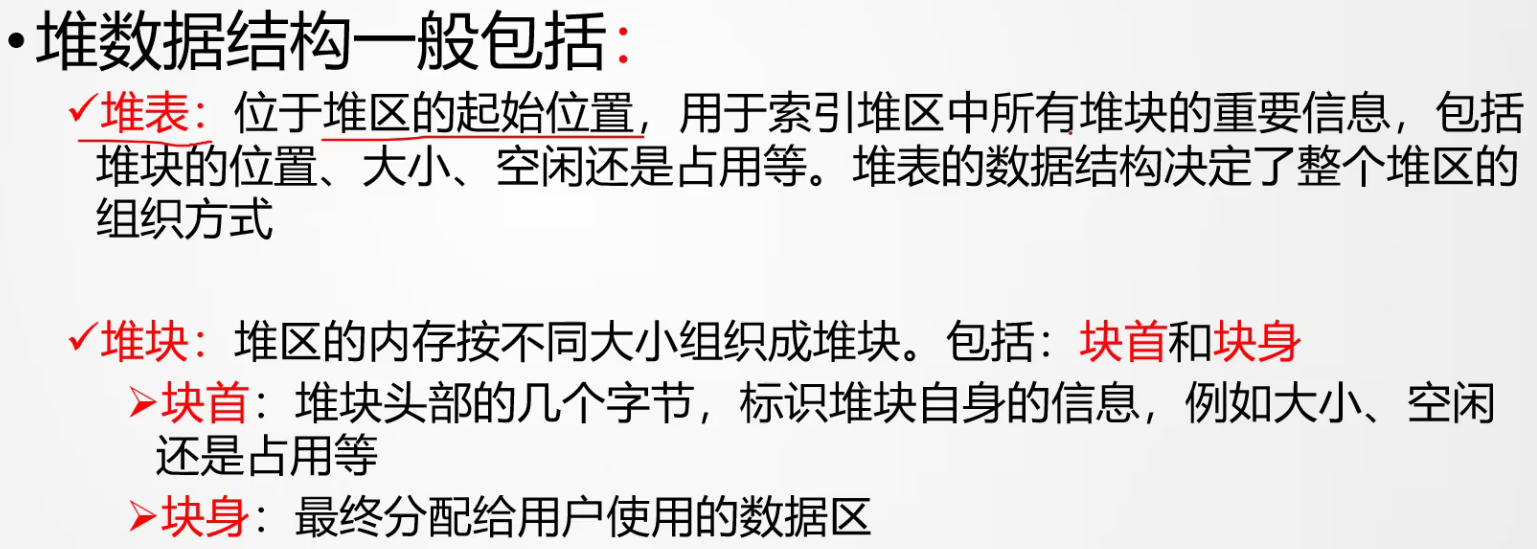 •堆数据结构一般包括：
✓堆表：位于堆区的起始位置，用于索引堆区中所有堆块的重要信息，包括
堆块的位置、大小、空闲还是占用等。堆表的数据结构决定了整个堆区的
组织方式
✓堆块：堆区的内存按不同大小组织成堆块。包括：块首和块身
➢块首：堆块头部的几个字节，标识堆块自身的信息，例如大小、空闲
还是占用等
➢块身：最终分配给用户使用的数据区